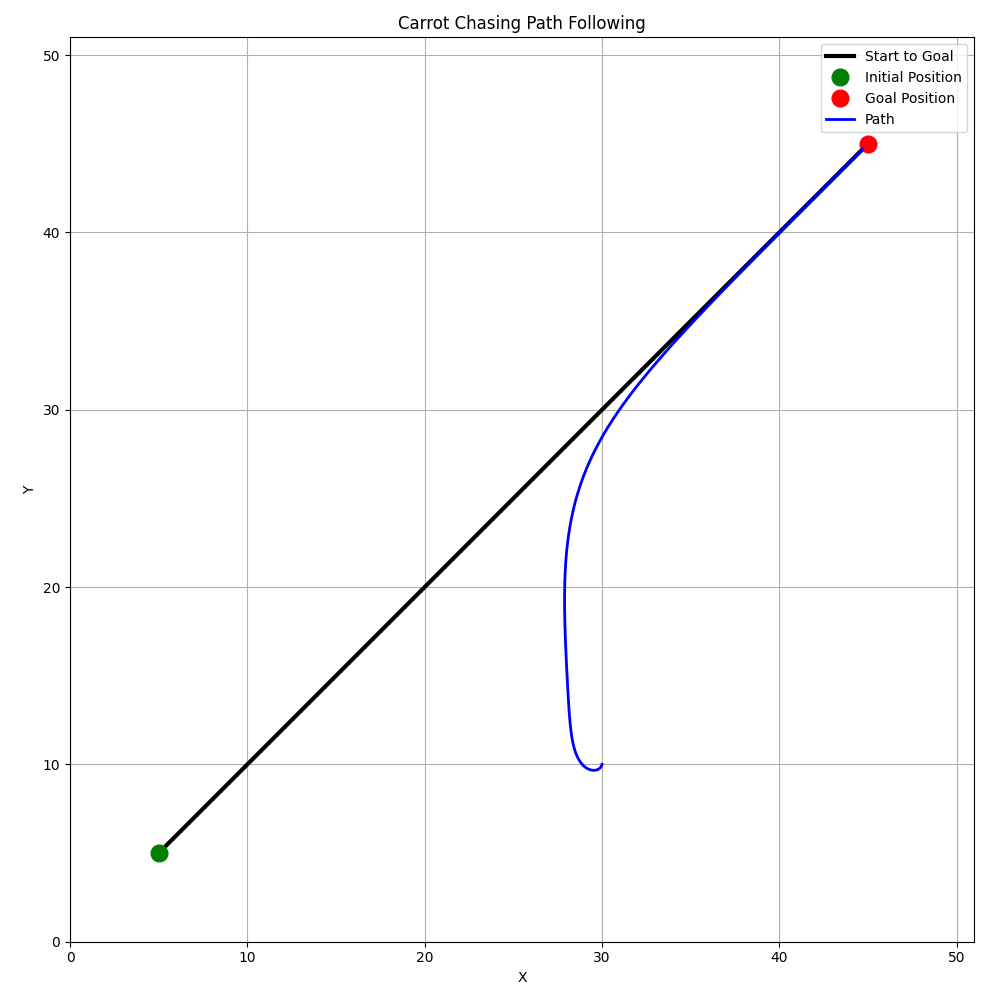 Carrot Chasing Path Following
Start to Goal
Initial Position
Goal Position
Path
50
40
30
20
10
0
Y
0 10 20 30 40 50
X